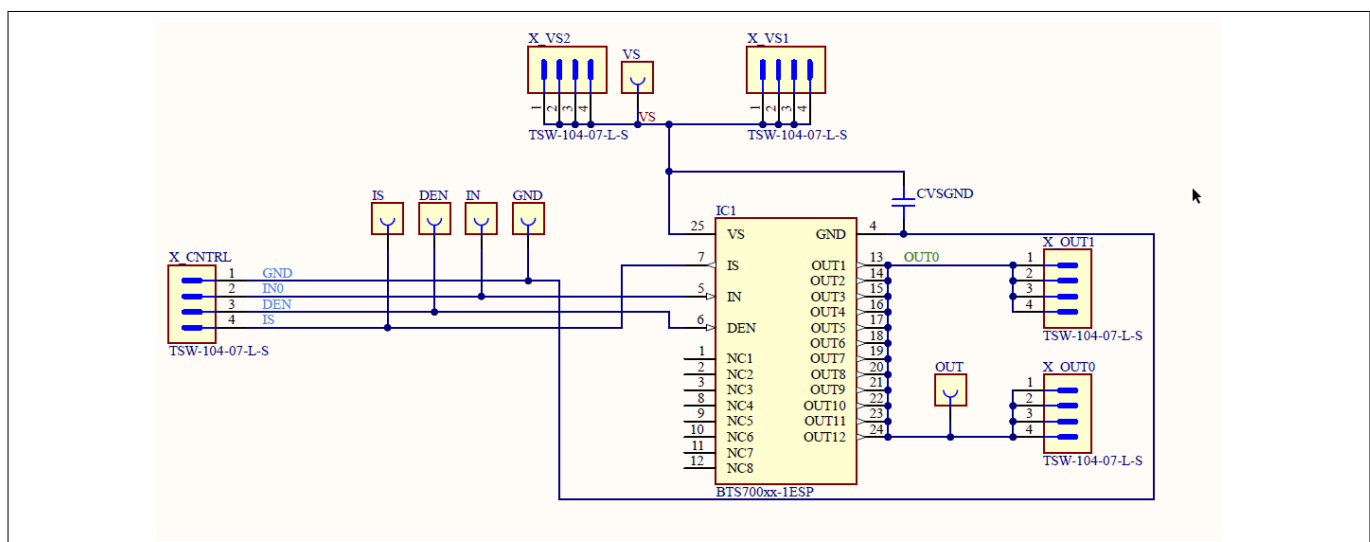 X_VS2
VS
X_VS1
1 2 3 4
VS
1 2 3 4
TSW-104-07-L-S
TSW-104-07-L-S
IS
DEN
IN
GND
CVSGND
IC1
25 VS
GND 4
X_CNTRL
1 GND
2 IN0
3 DEN
4 IS
TSW-104-07-L-S
7 IS
5 IN
6 DEN
1 NC1
2 NC2
3 NC3
8 NC4
9 NC5
10 NC6
11 NC7
12 NC8
OUT1 13 OUT0
OUT2 14
OUT3 15
OUT4 16
OUT5 17
OUT6 18
OUT7 19
OUT8 20
OUT9 21
OUT10 22
OUT11 23
OUT12 24
BTS700xx-1ESP
X_OUT1
1
2
3
4
TSW-104-07-L-S
OUT
X_OUT0
1
2
3
4
TSW-104-07-L-S